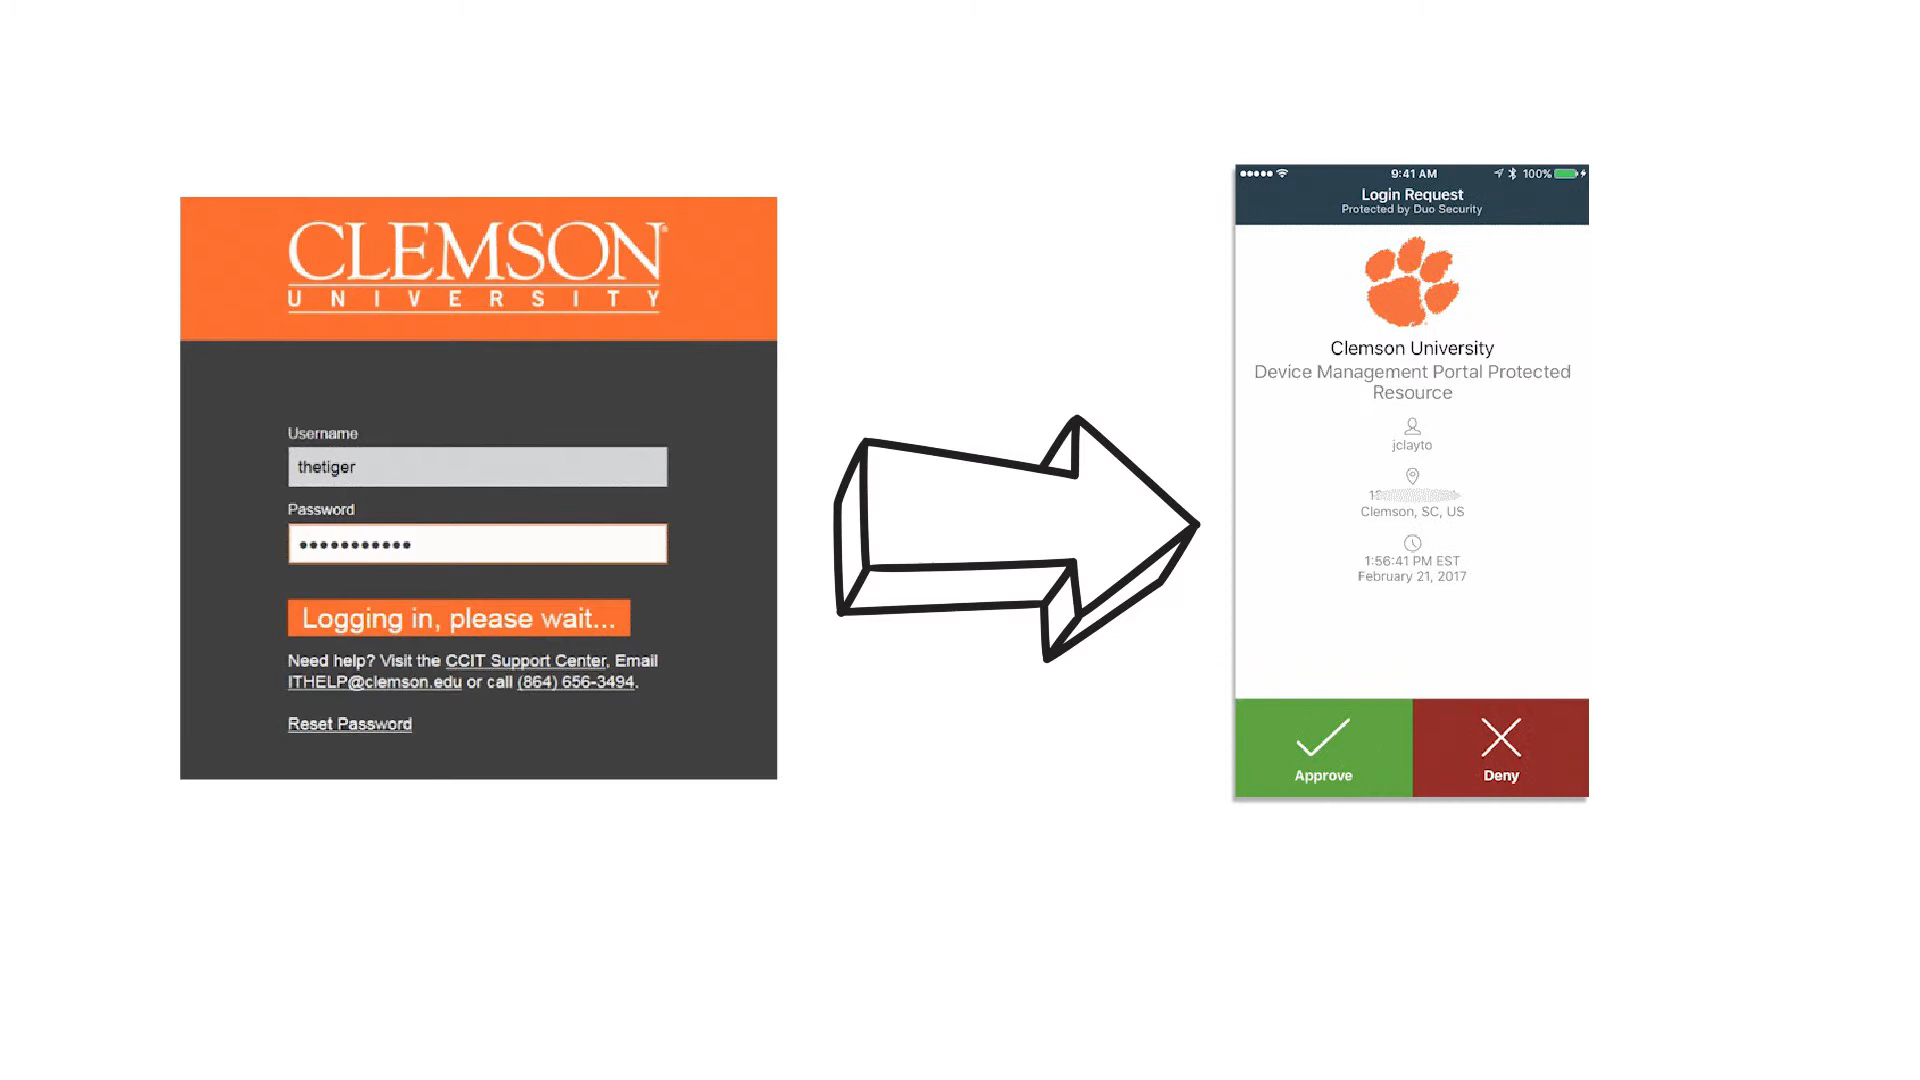 CLEMSON
UNIVERSITY
Username
thetiger
Password
Logging in, please wait...
Need help? Visit the CCIT Support Center, Email
ITHELP@clemson.edu or call (864) 656-3494.
Reset Password
9:41 AM 100%
Login Request
Protected by Duo Security
Clemson University
Device Management Portal Protected
Resource
jclayto
Clemson, SC, US
1:56:41 PM EST
February 21, 2017
Approve
Deny